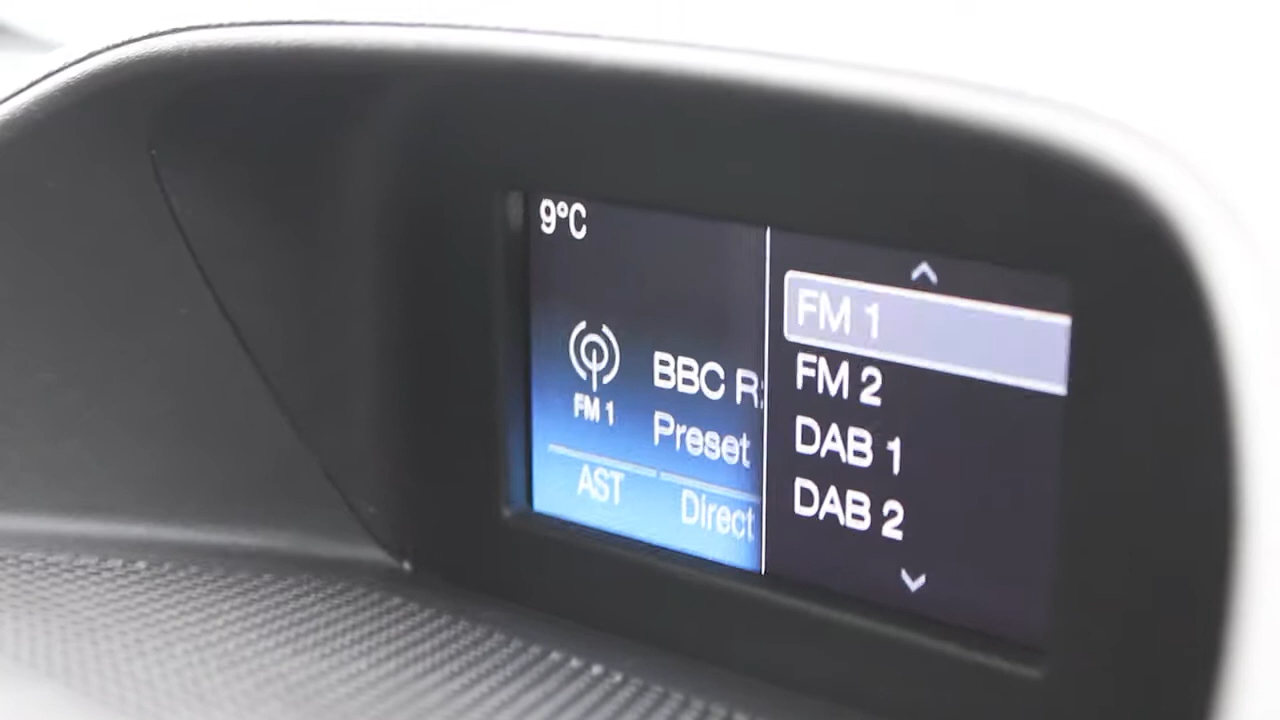 9°C
BBC R
FM 1
Preset
AST
Direct
FM 1
FM 2
DAB 1
DAB 2